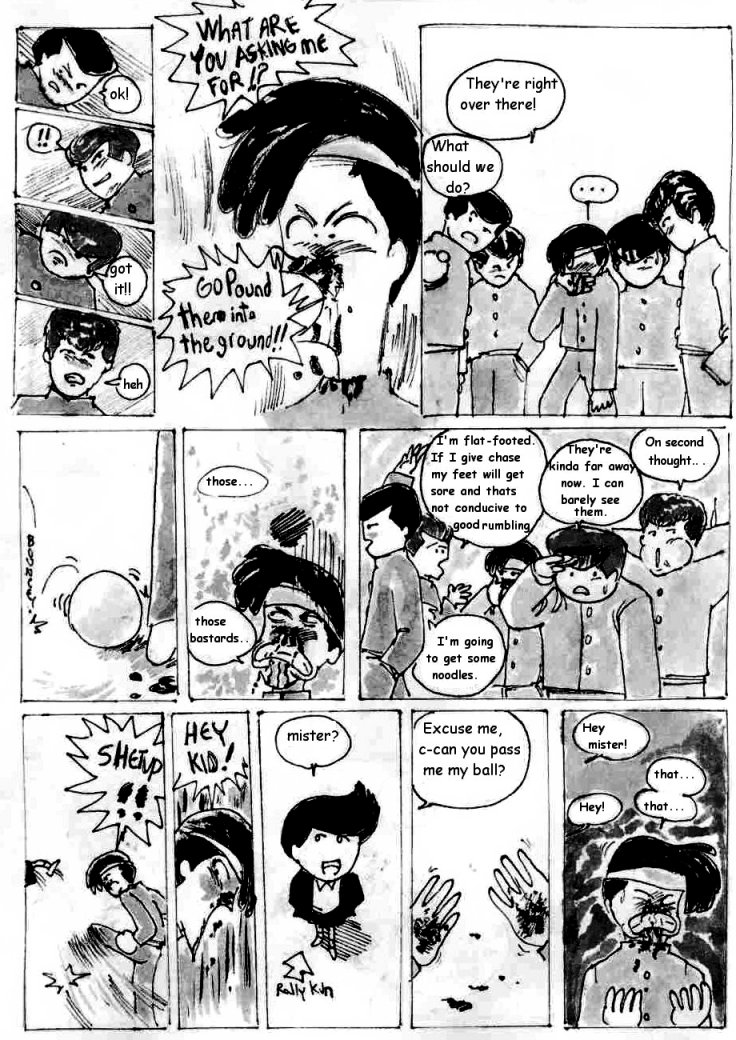 They're right
over there!
What
should we
do?
...
WHAT ARE
YOU ASKING ME
FOR!?
GO POUND
them into
the ground!!
ok!
!!
got
it!!
heh
On second
thought...
They're
kinda far away
now. I can
barely see
them.
I'm flat-footed.
If I give chase
my feet will get
sore and thats
not conducive to
good rumbling
I'm going
to get some
noodles.
those...
those
bastards..
Hey
mister!
that...
that...
Hey!
Excuse me,
c-can you pass
me my ball?
mister?
HEY
KID!
SHETUP
!!